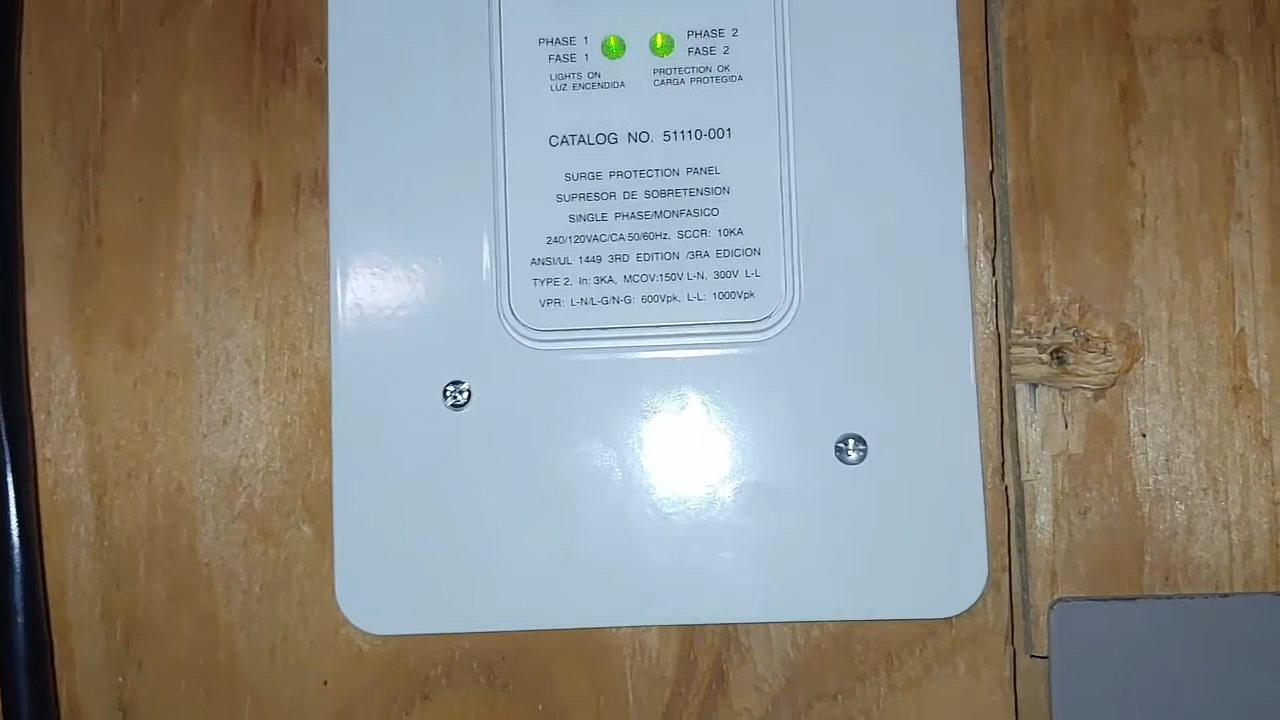 PHASE 1
FASE 1
LIGHTS ON
LUZ ENCENDIDA
PHASE 2
FASE 2
PROTECTION OK
CARGA PROTEGIDA
CATALOG NO. 51110-001
SURGE PROTECTION PANEL
SUPRESOR DE SOBRETENSION
SINGLE PHASE/MONFASICO
240/120VAC/CA 50/60Hz, SCCR: 10KA
ANSI/UL 1449 3RD EDITION /3RA EDICION
TYPE 2, In: 3KA, MCOV:150V L-N, 300V L-L
VPR: L-N/L-G/N-G: 600Vpk, L-L: 1000Vpk